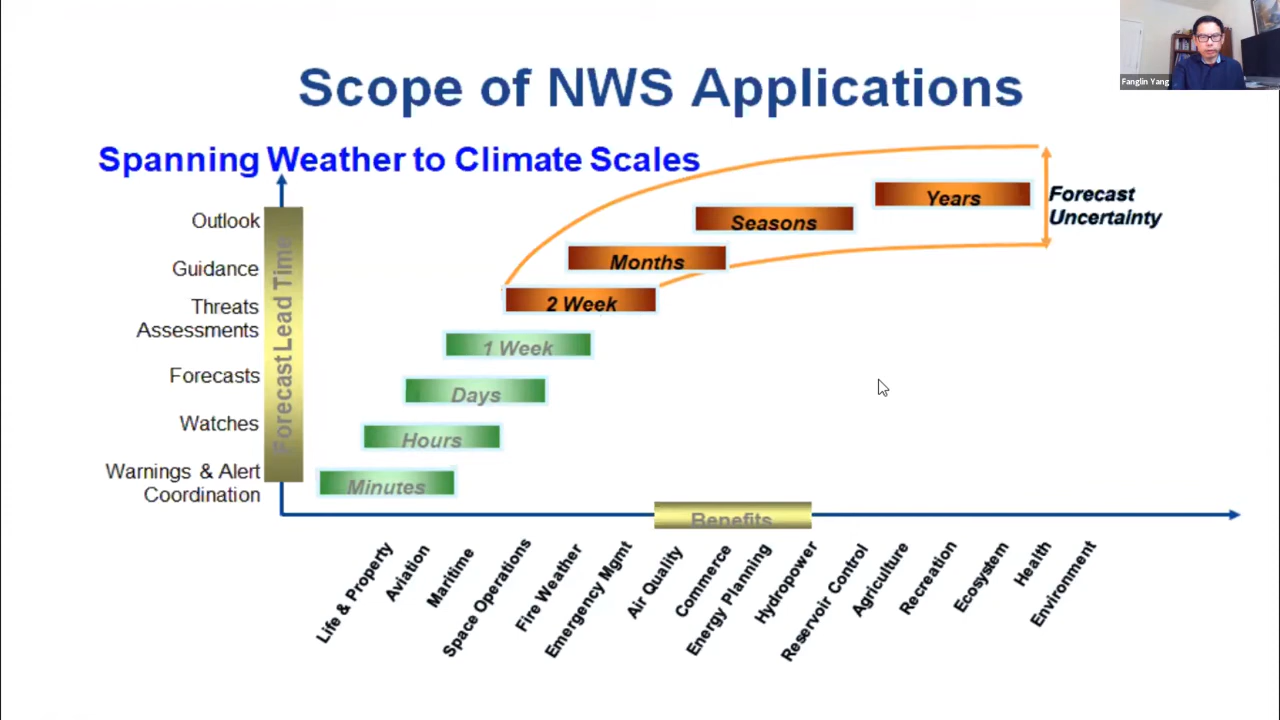 Fanglin Yang
Scope of NWS Applications
Spanning Weather to Climate Scales
Forecast Lead Time
Outlook
Guidance
Threats
Assessments
Forecasts
Watches
Warnings & Alert
Coordination
Years
Seasons
Months
2 Week
1 Week
Days
Hours
Minutes
Forecast
Uncertainty
Benefits
Life & Property
Aviation
Maritime
Space Operations
Fire Weather
Emergency Mgmt
Air Quality
Commerce
Energy Planning
Hydropower
Reservoir Control
Agriculture
Recreation
Ecosystem
Health
Environment